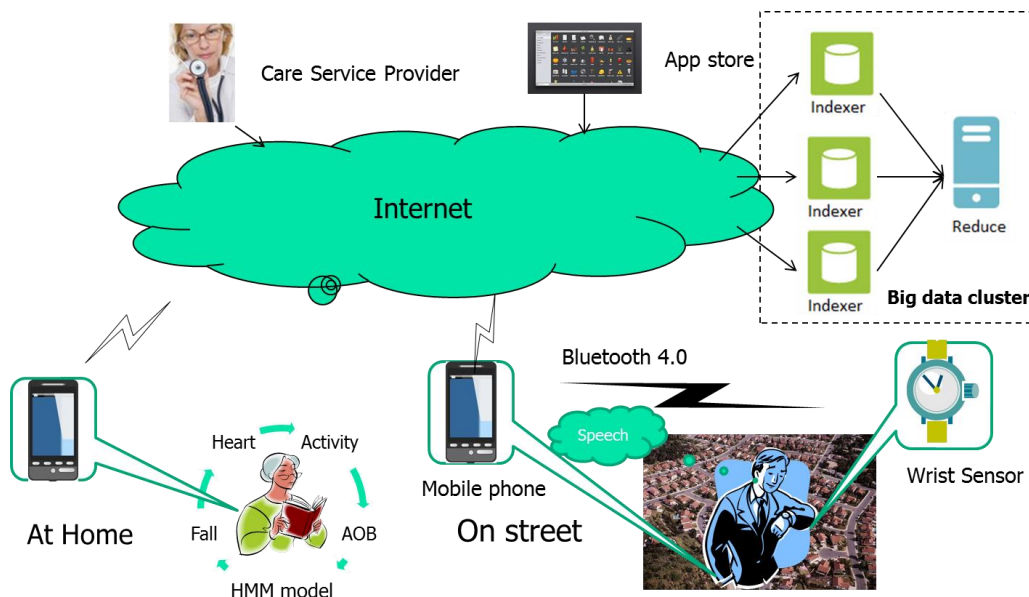 Care Service Provider
App store
Indexer
Indexer
Reduce
Indexer
Big data cluster
Internet
Bluetooth 4.0
Speech
Wrist Sensor
Mobile phone
On street
Heart
Activity
Fall
AOB
HMM model
At Home